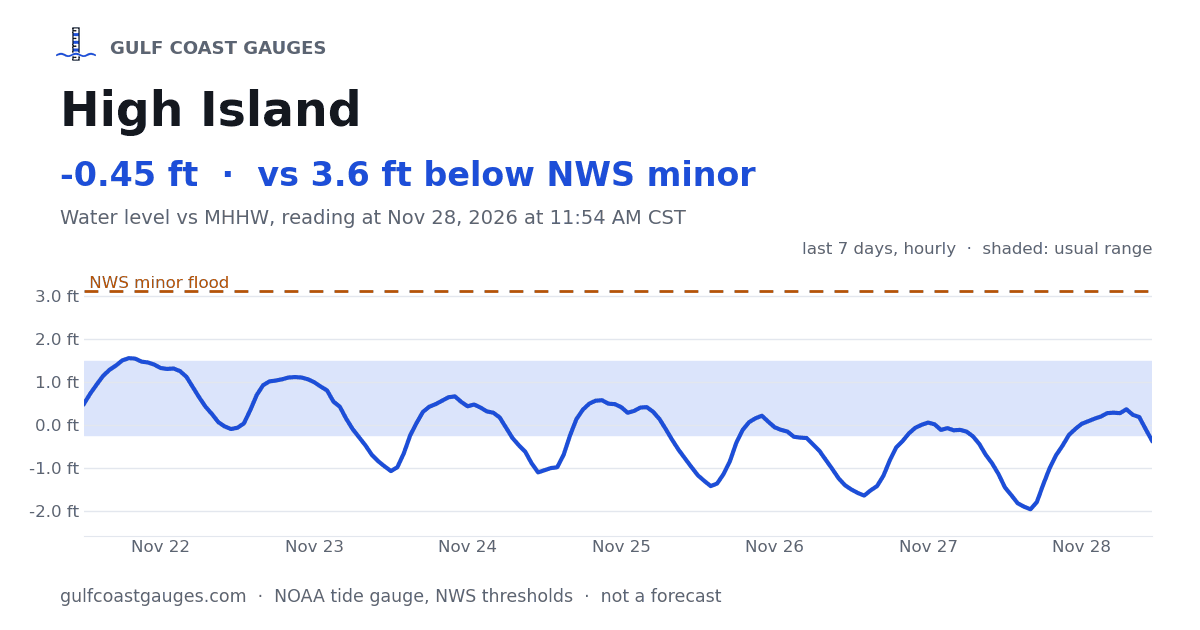 GULF COAST GAUGES
High Island
-0.45 ft · vs 3.6 ft below NWS minor
Water level vs MHHW, reading at Nov 28, 2026 at 11:54 AM CST
last 7 days, hourly · shaded: usual range
NWS minor flood
3.0 ft
2.0 ft
1.0 ft
0.0 ft
-1.0 ft
-2.0 ft
Nov 22 Nov 23 Nov 24 Nov 25 Nov 26 Nov 27 Nov 28
gulfcoastgauges.com · NOAA tide gauge, NWS thresholds · not a forecast